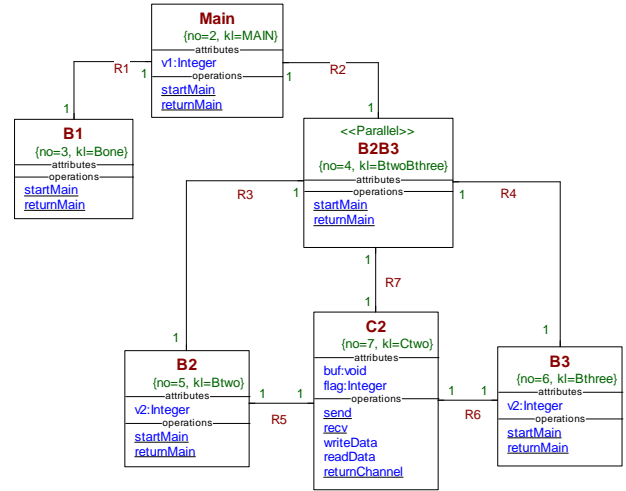 Main
{no=2, kl=MAIN}
attributes
v1:Integer
operations
startMain
returnMain
R1
1
1
R2
1
1
B1
{no=3, kl=Bone}
attributes
operations
startMain
returnMain
<<Parallel>>
B2B3
{no=4, kl=BtwoBthree}
attributes
operations
startMain
returnMain
R3
1
1
R4
1
R7
1
1
1
1
B2
{no=5, kl=Btwo}
attributes
v2:Integer
operations
startMain
returnMain
1
1
R5
C2
{no=7, kl=Ctwo}
attributes
buf:void
flag:Integer
operations
send
recv
writeData
readData
returnChannel
1
1
R6
B3
{no=6, kl=Bthree}
attributes
v2:Integer
operations
startMain
returnMain